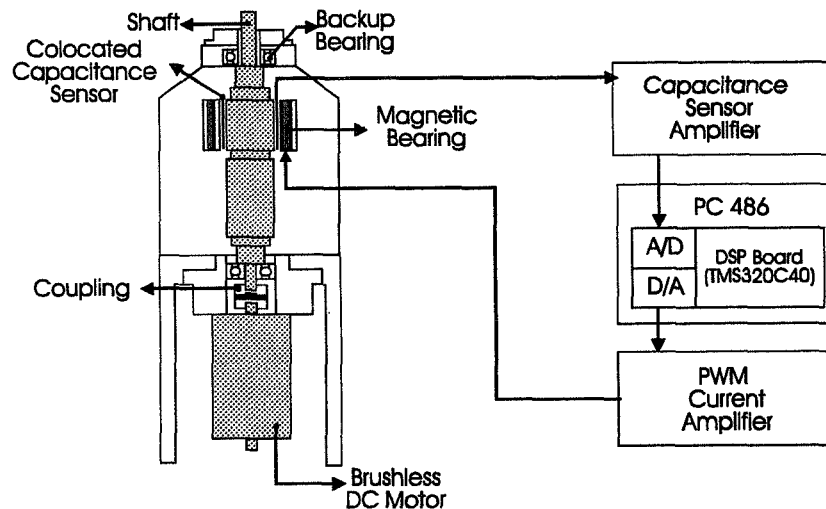 Shaft
Backup
Bearing
Colocated
Capacitance
Sensor
Magnetic
Bearing
Coupling
Brushless
DC Motor
Capacitance
Sensor
Amplifier
PC 486
A/D
D/A
DSP Board
(TMS320C40)
PWM
Current
Amplifier